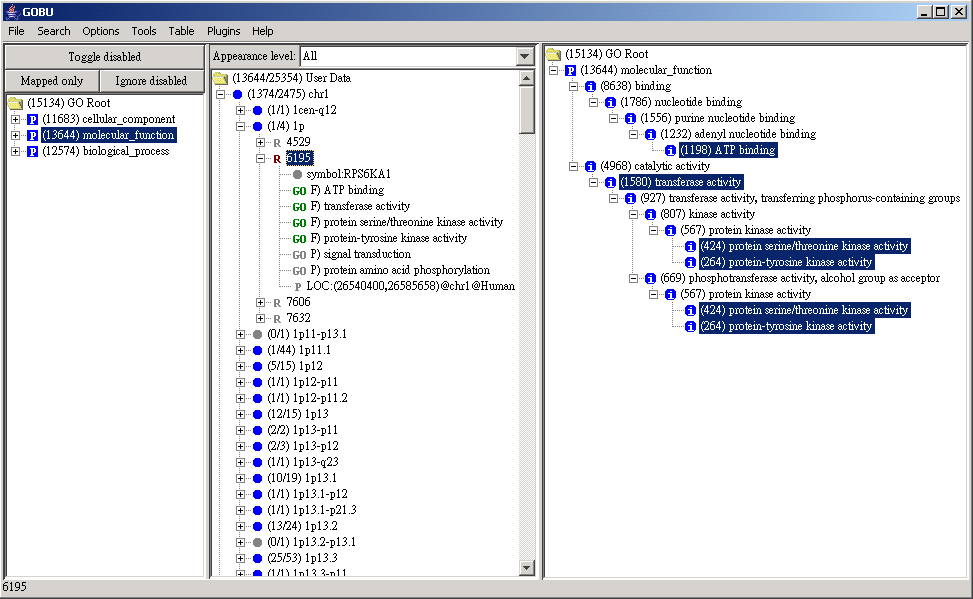 GOBU
File Search Options Tools Table Plugins Help
Toggle disabled
Mapped only Ignore disabled
(15134) GO Root
P (11683) cellular_component
P (13644) molecular_function
P (12574) biological_process
Appearance level: All
(13644/25354) User Data
(1374/2475) chr1
(1/1) 1cen-q12
(1/4) 1p
R 4529
R 6195
symbol:RPS6KA1
GO F) ATP binding
GO F) transferase activity
GO F) protein serine/threonine kinase activity
GO F) protein-tyrosine kinase activity
GO P) signal transduction
GO P) protein amino acid phosphorylation
P LOC:(26540400,26585658)@chr1@Human
R 7606
R 7632
(0/1) 1p11-p13.1
(1/44) 1p11.1
(5/15) 1p12
(1/1) 1p12-p11
(1/1) 1p12-p11.2
(12/15) 1p13
(2/2) 1p13-p11
(2/3) 1p13-p12
(1/1) 1p13-q23
(10/19) 1p13.1
(1/1) 1p13.1-p12
(1/1) 1p13.1-p21.3
(13/24) 1p13.2
(0/1) 1p13.2-p13.1
(25/53) 1p13.3
(1/1) 1p13.3-p11
(15134) GO Root
P (13644) molecular_function
i (8638) binding
i (1786) nucleotide binding
i (1556) purine nucleotide binding
i (1232) adenyl nucleotide binding
i (1198) ATP binding
i (4968) catalytic activity
i (1580) transferase activity
i (927) transferase activity, transferring phosphorus-containing groups
i (807) kinase activity
i (567) protein kinase activity
i (424) protein serine/threonine kinase activity
i (264) protein-tyrosine kinase activity
i (669) phosphotransferase activity, alcohol group as acceptor
i (567) protein kinase activity
i (424) protein serine/threonine kinase activity
i (264) protein-tyrosine kinase activity
6195